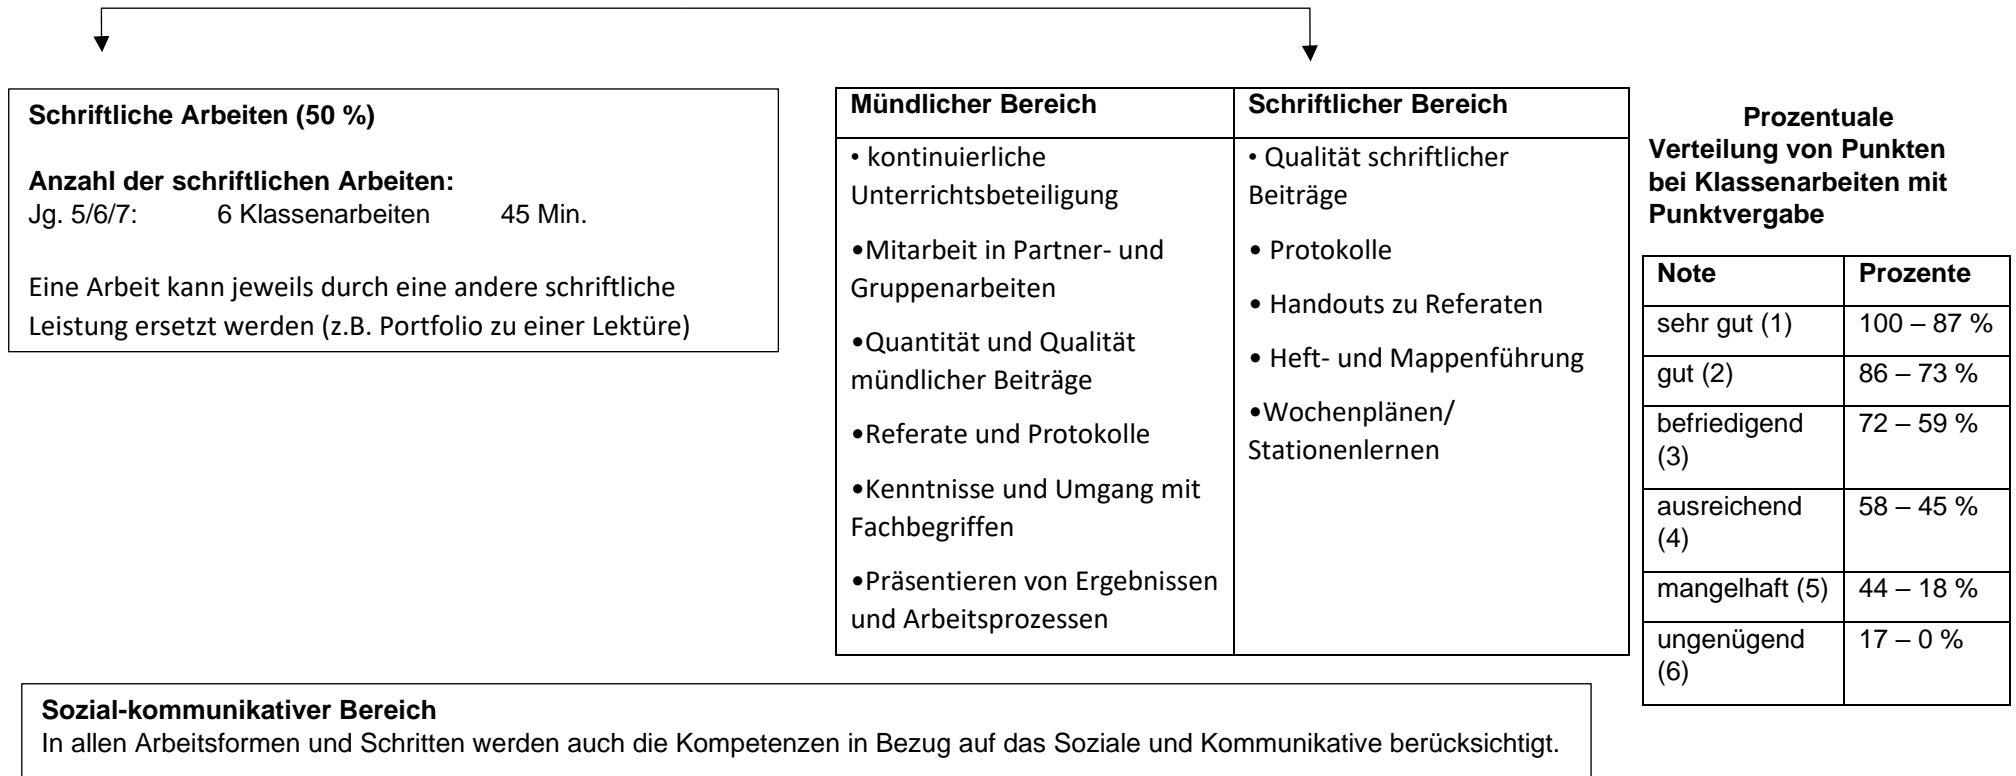 Schriftliche Arbeiten (50 %)
Anzahl der schriftlichen Arbeiten:
Jg. 5/6/7: 6 Klassenarbeiten 45 Min.
Eine Arbeit kann jeweils durch eine andere schriftliche
Leistung ersetzt werden (z.B. Portfolio zu einer Lektüre)
Mündlicher Bereich
• kontinuierliche
Unterrichtsbeteiligung
•Mitarbeit in Partner- und
Gruppenarbeiten
•Quantität und Qualität
mündlicher Beiträge
•Referate und Protokolle
•Kenntnisse und Umgang mit
Fachbegriffen
•Präsentieren von Ergebnissen
und Arbeitsprozessen
Schriftlicher Bereich
• Qualität schriftlicher
Beiträge
• Protokolle
• Handouts zu Referaten
• Heft- und Mappenführung
•Wochenplänen/
Stationenlernen
Prozentuale
Verteilung von Punkten
bei Klassenarbeiten mit
Punktvergabe
Note Prozente
sehr gut (1) 100 – 87 %
gut (2) 86 – 73 %
befriedigend 72 – 59 %
(3)
ausreichend 58 – 45 %
(4)
mangelhaft (5) 44 – 18 %
ungenügend 17 – 0 %
(6)
Sozial-kommunikativer Bereich
In allen Arbeitsformen und Schritten werden auch die Kompetenzen in Bezug auf das Soziale und Kommunikative berücksichtigt.